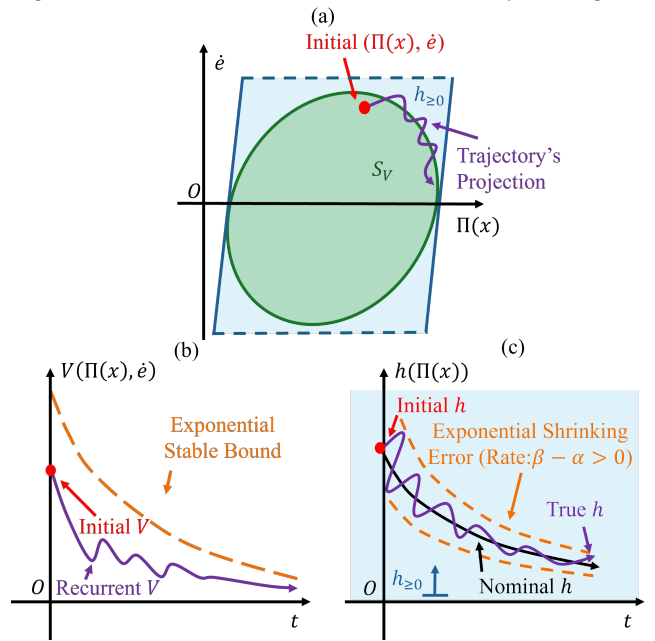 (a)
Initial (Π(x), ė)
ė
h≥0
Trajectory's
Projection
S_V
O
Π(x)
(b)
V(Π(x), ė)
Exponential
Stable Bound
Initial V
Recurrent V
O
t
(c)
h(Π(x))
Initial h
Exponential Shrinking
Error (Rate:β − α > 0)
True h
Nominal h
h≥0
O
t